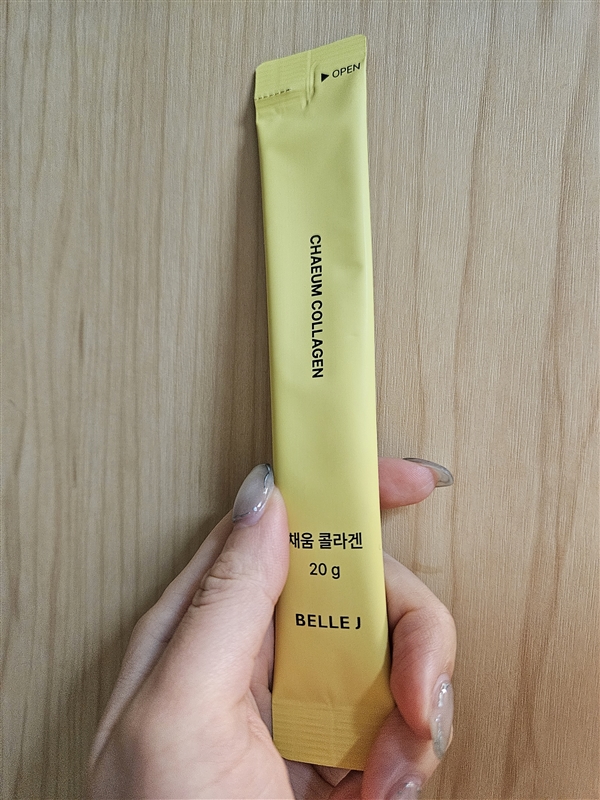 ▶ OPEN
CHAEUM COLLAGEN
채움 콜라겐
20 g
BELLE J